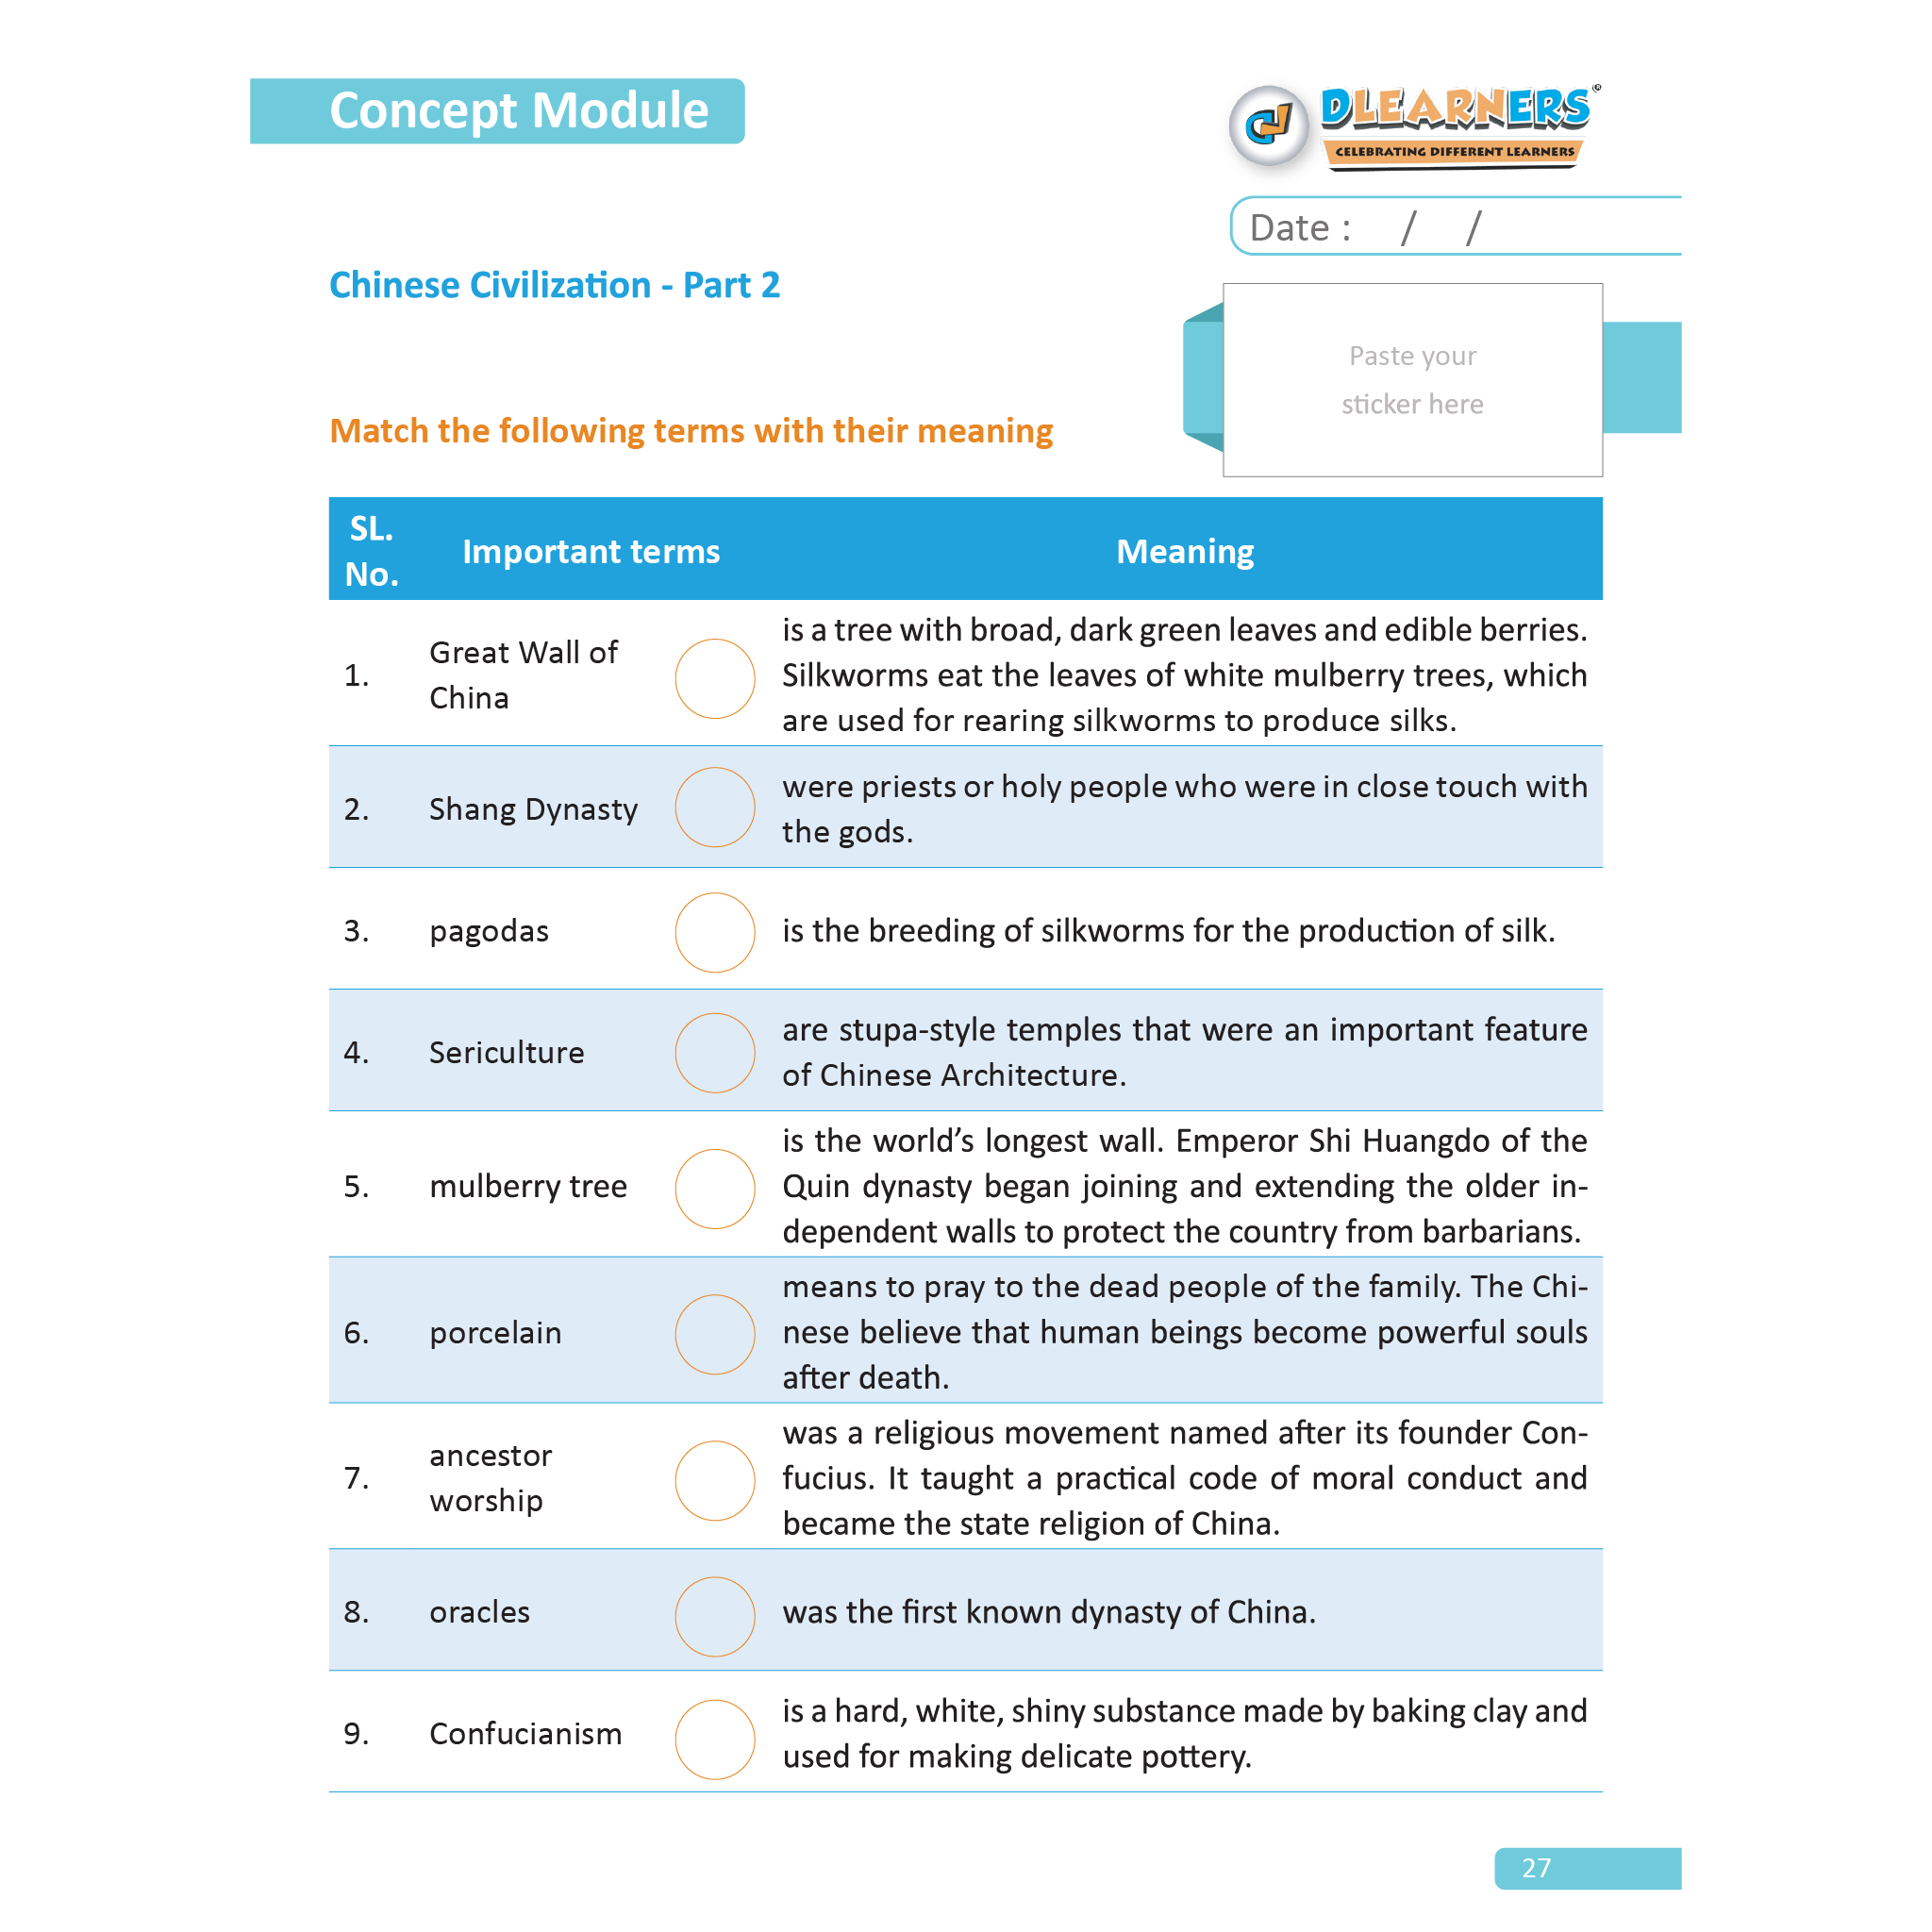 Concept Module
DLEARNERS®
CELEBRATING DIFFERENT LEARNERS
Date : / /
Chinese Civilization - Part 2
Paste your
sticker here
Match the following terms with their meaning
SL.
No.
Important terms
Meaning
1.
Great Wall of
China
is a tree with broad, dark green leaves and edible berries.
Silkworms eat the leaves of white mulberry trees, which
are used for rearing silkworms to produce silks.
2.
Shang Dynasty
were priests or holy people who were in close touch with
the gods.
3.
pagodas
is the breeding of silkworms for the production of silk.
4.
Sericulture
are stupa-style temples that were an important feature
of Chinese Architecture.
5.
mulberry tree
is the world’s longest wall. Emperor Shi Huangdo of the
Quin dynasty began joining and extending the older in-
dependent walls to protect the country from barbarians.
6.
porcelain
means to pray to the dead people of the family. The Chi-
nese believe that human beings become powerful souls
after death.
7.
ancestor
worship
was a religious movement named after its founder Con-
fucius. It taught a practical code of moral conduct and
became the state religion of China.
8.
oracles
was the first known dynasty of China.
9.
Confucianism
is a hard, white, shiny substance made by baking clay and
used for making delicate pottery.
27